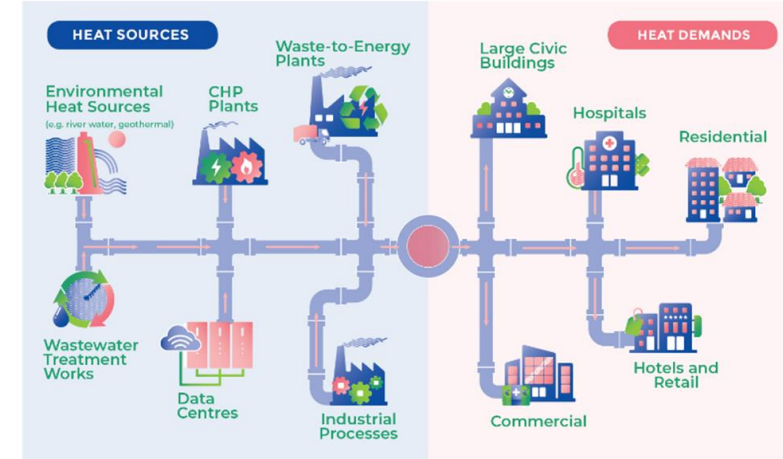 HEAT SOURCES
HEAT DEMANDS
Environmental
Heat Sources
(e.g. river water, geothermal)
CHP
Plants
Waste-to-Energy
Plants
Large Civic
Buildings
Hospitals
Residential
Wastewater
Treatment
Works
Data
Centres
Industrial
Processes
Commercial
Hotels and
Retail